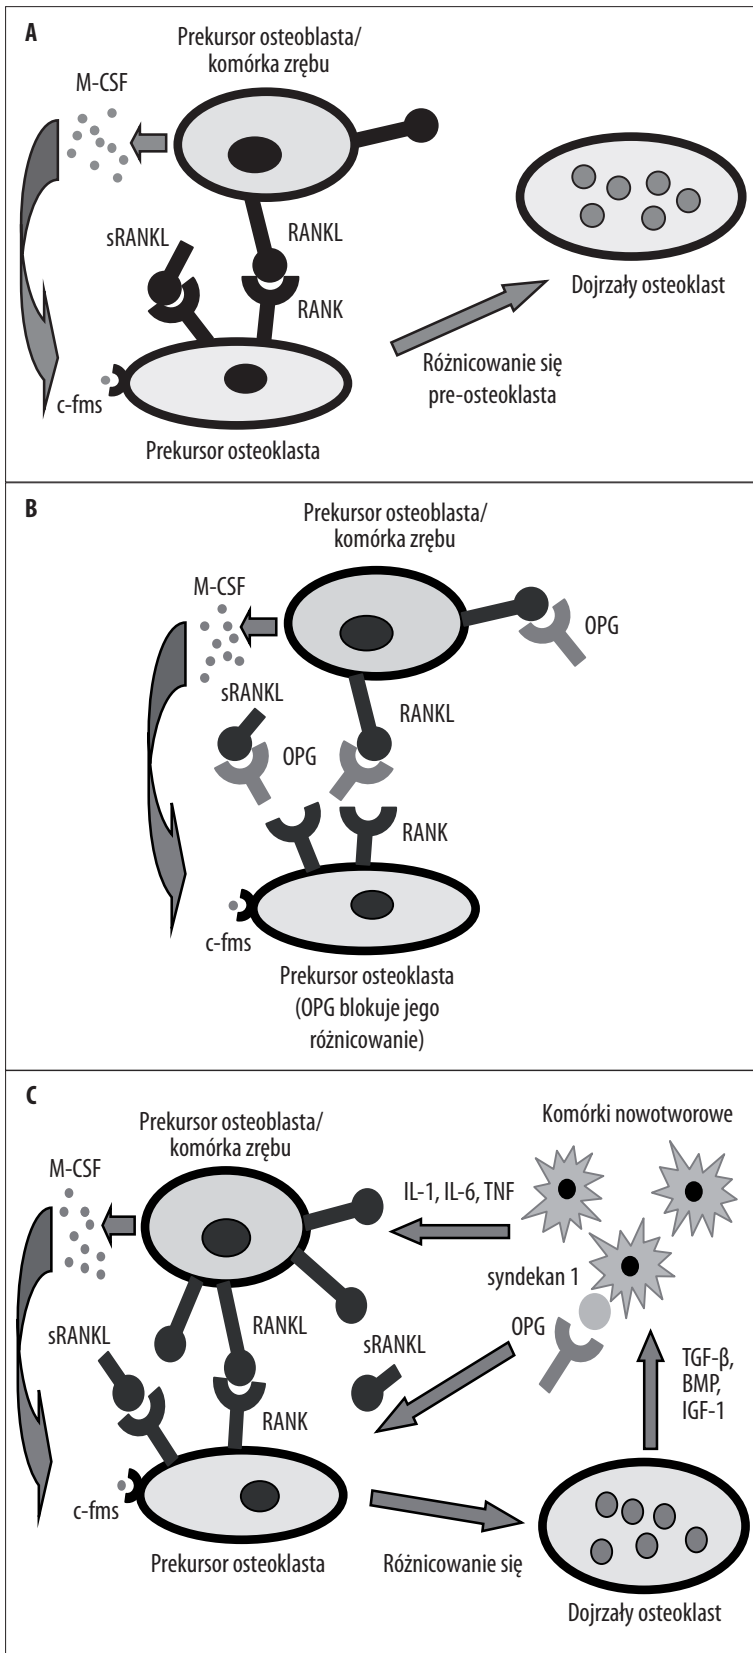 A
Prekursor osteoblasta/
komórka zrębu
M-CSF
sRANKL
RANKL
RANK
Dojrzały osteoklast
Różnicowanie się
pre-osteoklasta
c-fms
Prekursor osteoklasta
B
Prekursor osteoblasta/
komórka zrębu
M-CSF
OPG
sRANKL
RANKL
OPG
RANK
c-fms
Prekursor osteoklasta
(OPG blokuje jego
różnicowanie)
C
Prekursor osteoblasta/
komórka zrębu
Komórki nowotworowe
M-CSF
IL-1, IL-6, TNF
syndekan 1
sRANKL
RANKL
sRANKL
OPG
TGF-β,
BMP,
IGF-1
RANK
c-fms
Prekursor osteoklasta
Różnicowanie się
Dojrzały osteoklast